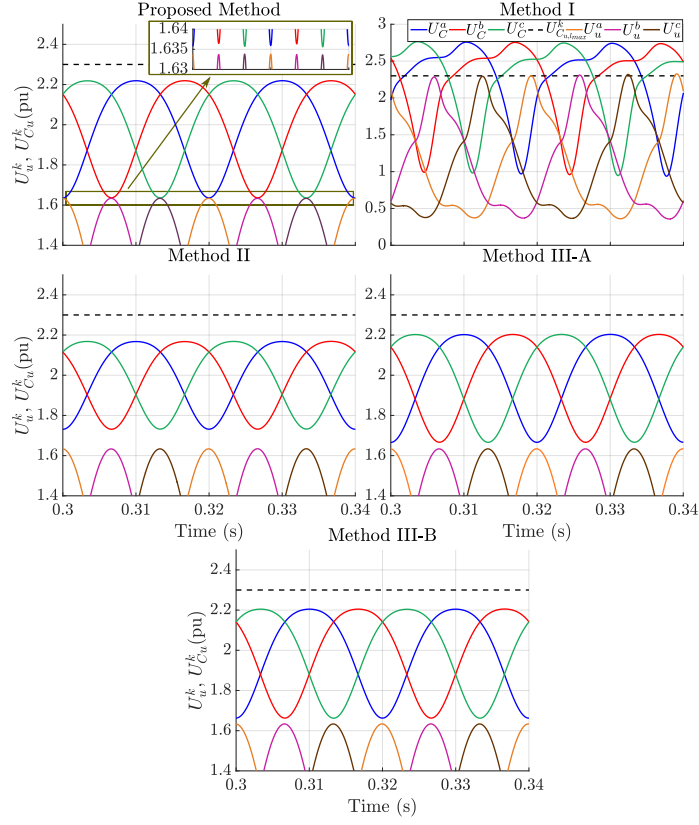 Proposed Method
1.64
1.635
1.63
2.4
2.2
2
1.8
1.6
1.4
U_u^k, U_{Cu}^k(pu)
Method I
U_C^a U_C^b U_C^c U_{Cu,lmax}^k U_u^a U_u^b U_u^c
3
2.5
2
1.5
1
0.5
0
Method II
2.4
2.2
2
1.8
1.6
1.4
U_u^k, U_{Cu}^k(pu)
0.3 0.31 0.32 0.33 0.34
Time (s)
Method III-A
2.4
2.2
2
1.8
1.6
1.4
0.3 0.31 0.32 0.33 0.34
Time (s)
Method III-B
2.4
2.2
2
1.8
1.6
1.4
U_u^k, U_{Cu}^k(pu)
0.3 0.31 0.32 0.33 0.34
Time (s)